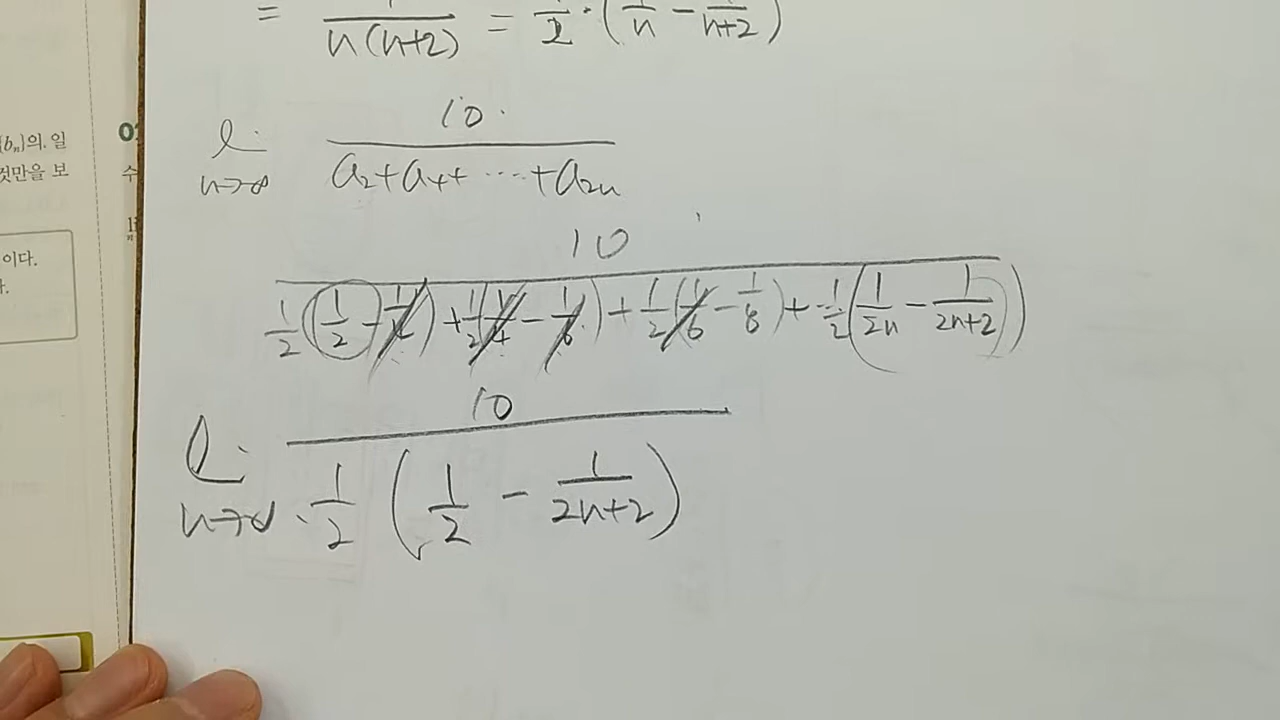 = 1/n(n+2) = 1/2 · (1/n - 1/n+2)
{bₙ}의. 일
것만을 보
수
이다.
l n→∞ 10 / a₂+a₄+ ····+a₂ₙ
10 / 1/2(1/2 - 1/4) + 1/2(1/4 - 1/6) + 1/2(1/6 - 1/8) + ·1/2(1/2n - 1/2n+2)
l n→∞ 10 / 1/2 (1/2 - 1/2n+2)